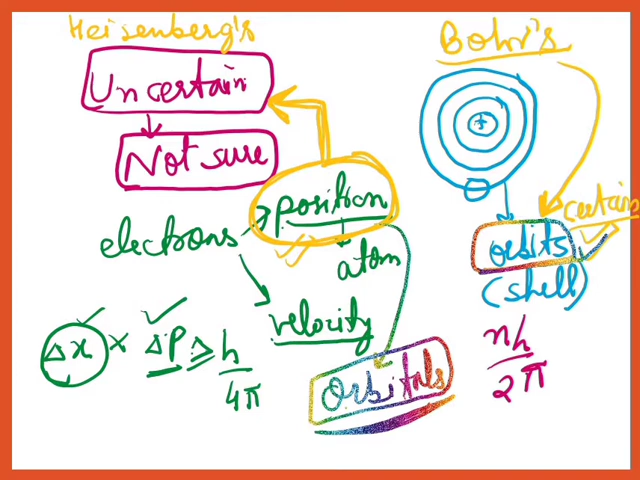 Heisenberg's
Uncertain
Not sure
position
electrons
atom
velocity
Δx × ΔP ≥ h
4π
orbitals
Bohr's
+
certain
orbits
(shell)
nh
2π